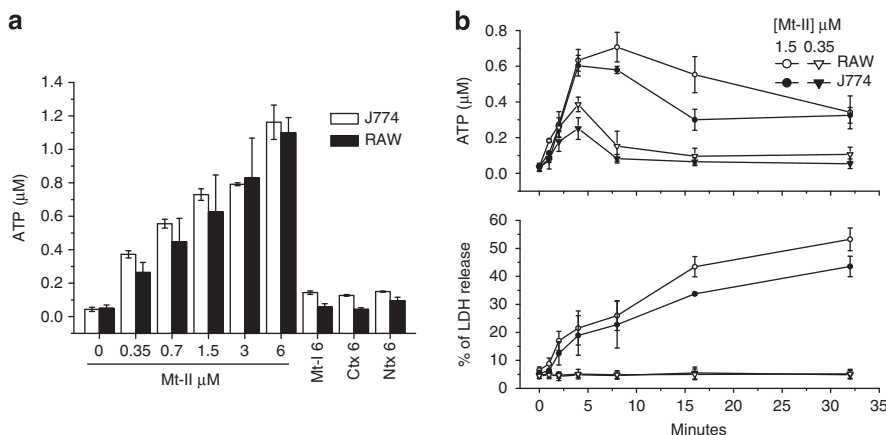 a
ATP (μM)
1.4
1.2
1.0
0.8
0.6
0.4
0.2
0.0
J774
RAW
0 0.35 0.7 1.5 3 6
Mt-II μM
Mt-I 6
Ctx 6
Ntx 6
b
ATP (μM)
0.8
0.6
0.4
0.2
0.0
[Mt-II] μM
1.5 0.35
RAW
J774
% of LDH release
60
50
40
30
20
10
0
0 5 10 15 20 25 30 35
Minutes